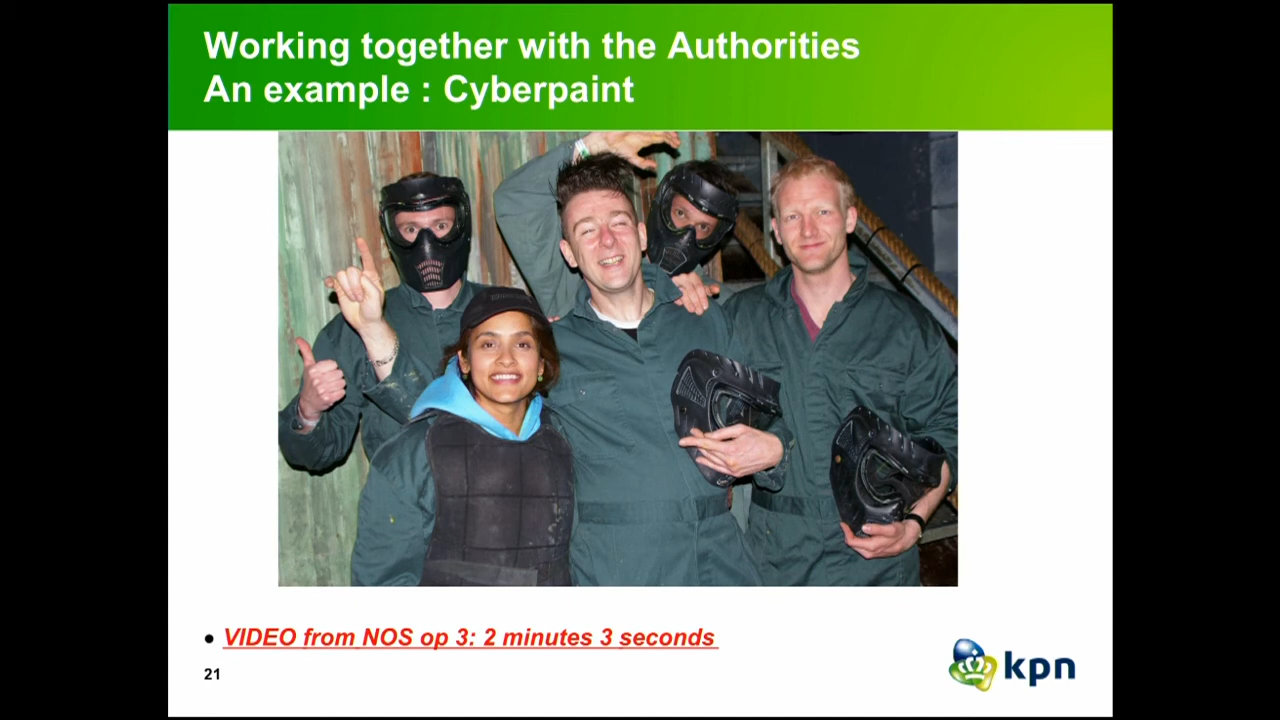 Working together with the Authorities
An example : Cyberpaint
• VIDEO from NOS op 3: 2 minutes 3 seconds
21
kpn